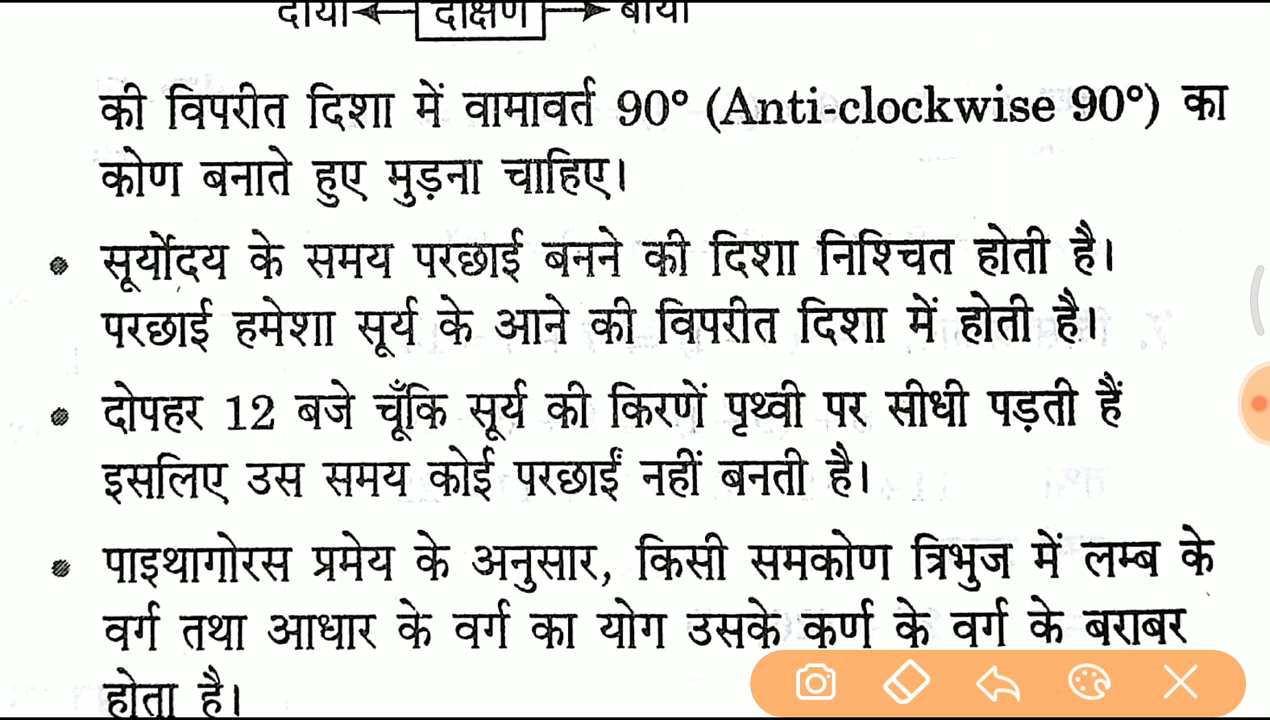 दायाँ दक्षिण बायाँ
की विपरीत दिशा में वामावर्त 90° (Anti-clockwise 90°) का
कोण बनाते हुए मुड़ना चाहिए।
• सूर्योदय के समय परछाई बनने की दिशा निश्चित होती है।
परछाई हमेशा सूर्य के आने की विपरीत दिशा में होती है।
• दोपहर 12 बजे चूँकि सूर्य की किरणें पृथ्वी पर सीधी पड़ती हैं
इसलिए उस समय कोई परछाईं नहीं बनती है।
• पाइथागोरस प्रमेय के अनुसार, किसी समकोण त्रिभुज में लम्ब के
वर्ग तथा आधार के वर्ग का योग उसके कर्ण के वर्ग के बराबर
होता है।